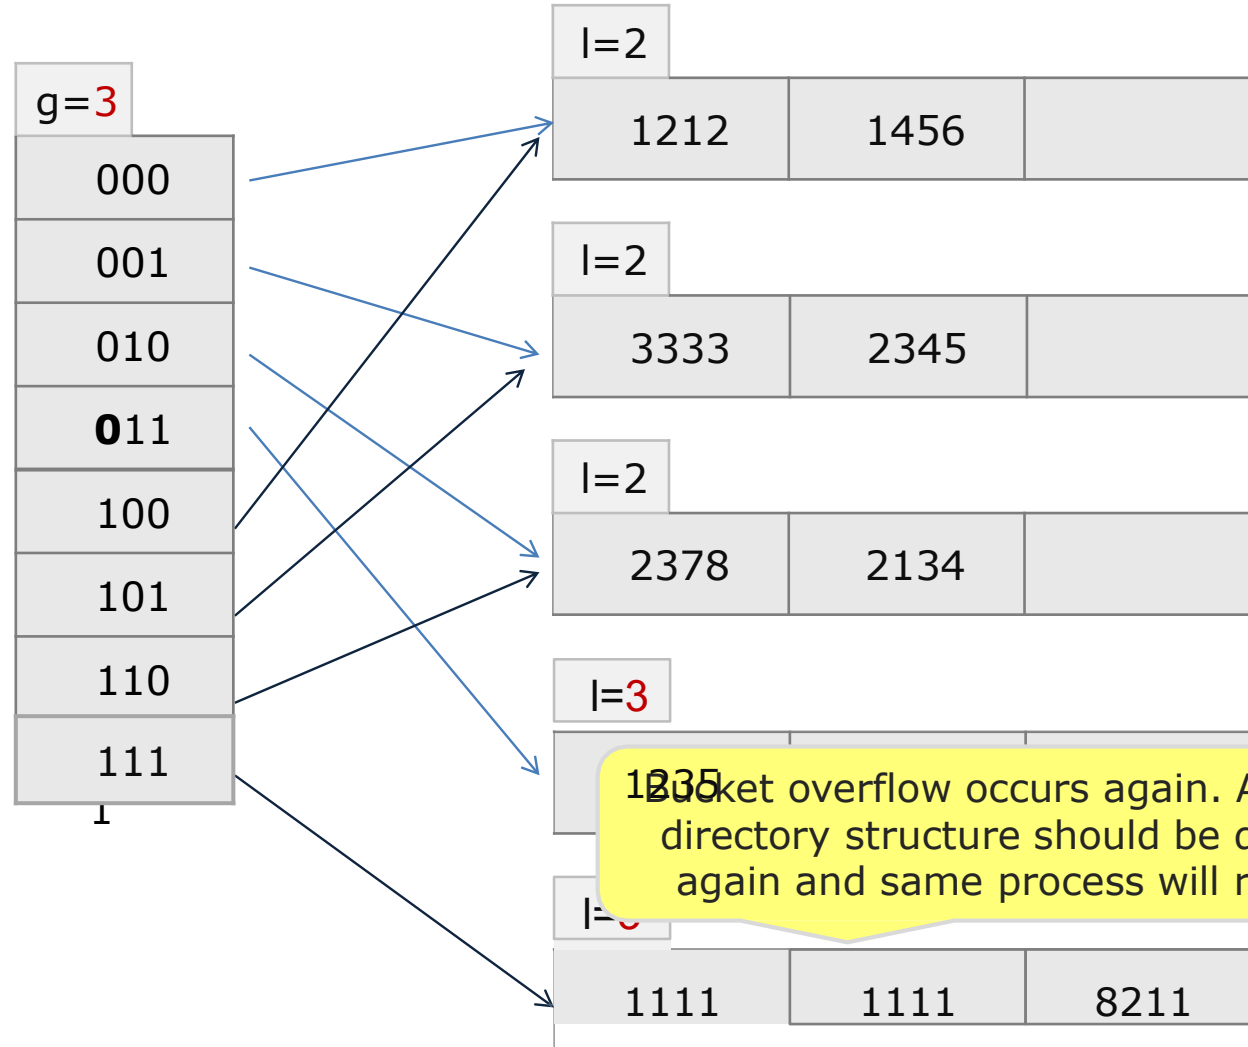 l=2
g=3
1212 1456
000
001
l=2
010
3333 2345
011
l=2
100
2378 2134
101
110
l=3
111
1235
Bucket overflow occurs again.
directory structure should be
again and same process will
1111 1111 8211